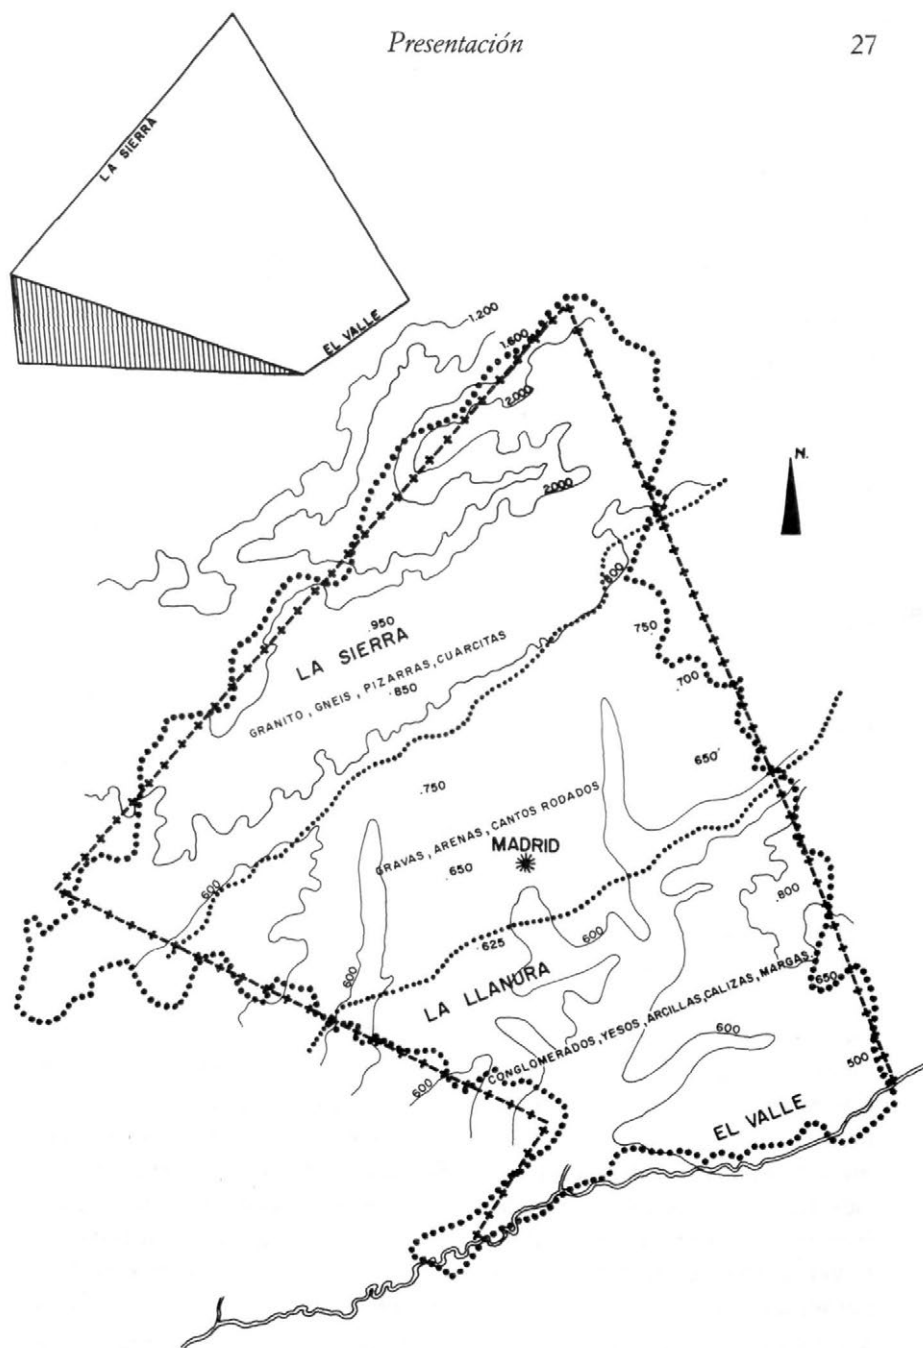 Presentación 27
LA SIERRA
EL VALLE
1.200
1.600
2.000
N.
2.000
800
.950
750
LA SIERRA
GRANITO, GNEIS, PIZARRAS, CUARCITAS
.850
.700
650
.750
GRAVAS, ARENAS, CANTOS RODADOS
MADRID
.650
600
.800
.625
600
LA LLANURA
600
650
CONGLOMERADOS, YESOS, ARCILLAS, CALIZAS, MARGAS
600
500
600
EL VALLE